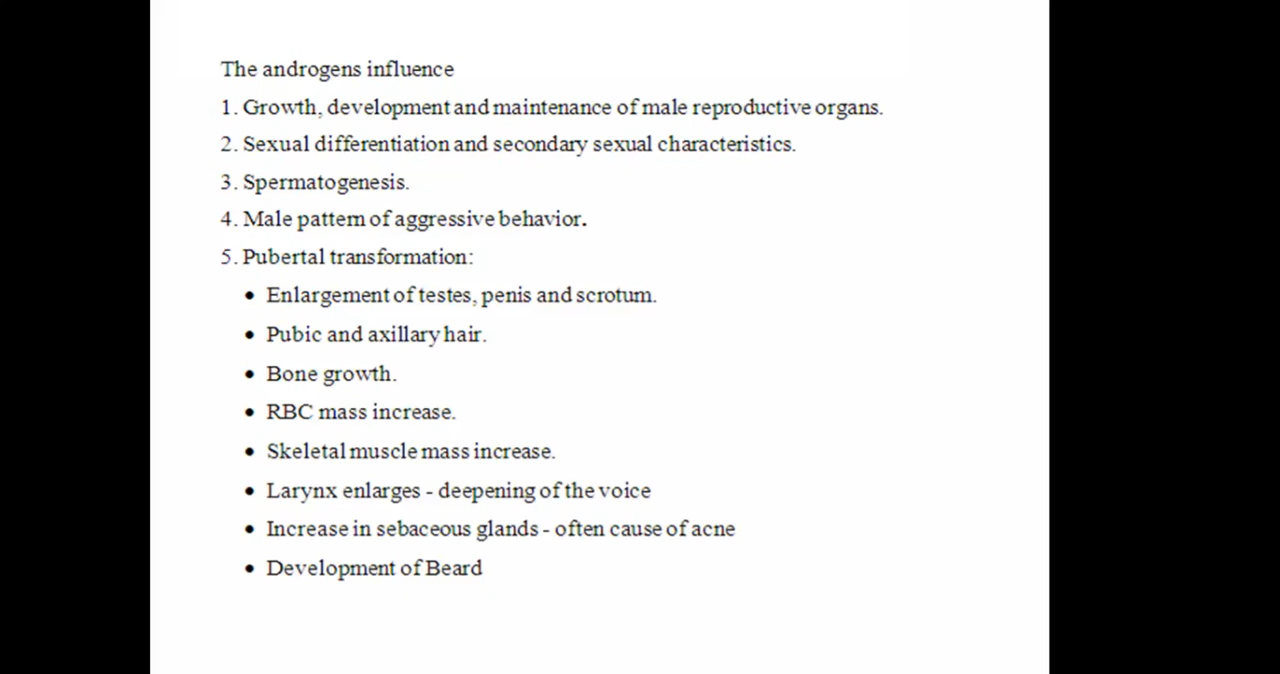 The androgens influence
1. Growth, development and maintenance of male reproductive organs.
2. Sexual differentiation and secondary sexual characteristics.
3. Spermatogenesis.
4. Male pattern of aggressive behavior.
5. Pubertal transformation:
• Enlargement of testes, penis and scrotum.
• Pubic and axillary hair.
• Bone growth.
• RBC mass increase.
• Skeletal muscle mass increase.
• Larynx enlarges - deepening of the voice
• Increase in sebaceous glands - often cause of acne
• Development of Beard